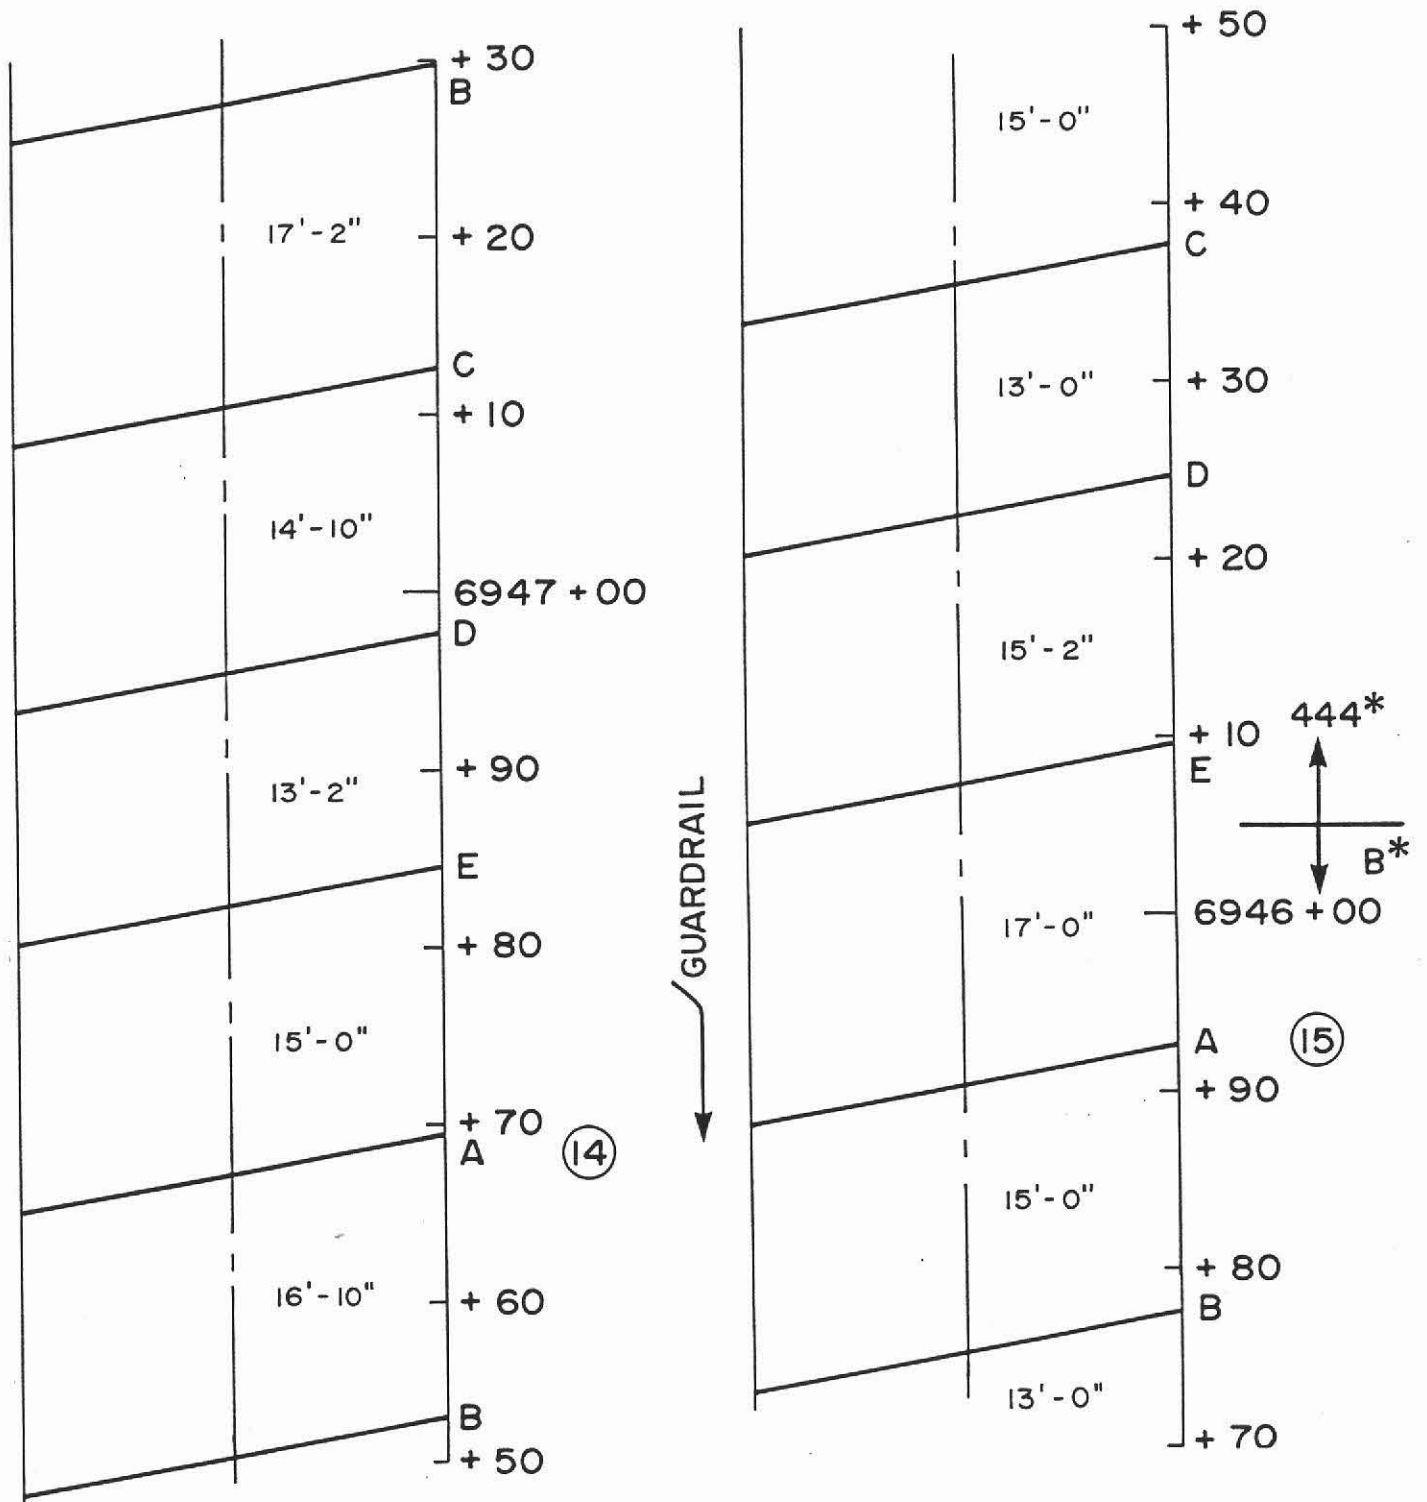 + 30
B
17'-2"
+ 20
C
+ 10
14'-10"
6947 + 00
D
13'-2"
+ 90
E
+ 80
15'-0"
+ 70
A
14
16'-10"
+ 60
B
+ 50
GUARDRAIL
+ 50
15'-0"
+ 40
C
13'-0"
+ 30
D
+ 20
15'-2"
+ 10
444*
E
B*
6946 + 00
17'-0"
A
15
+ 90
15'-0"
+ 80
B
13'-0"
+ 70